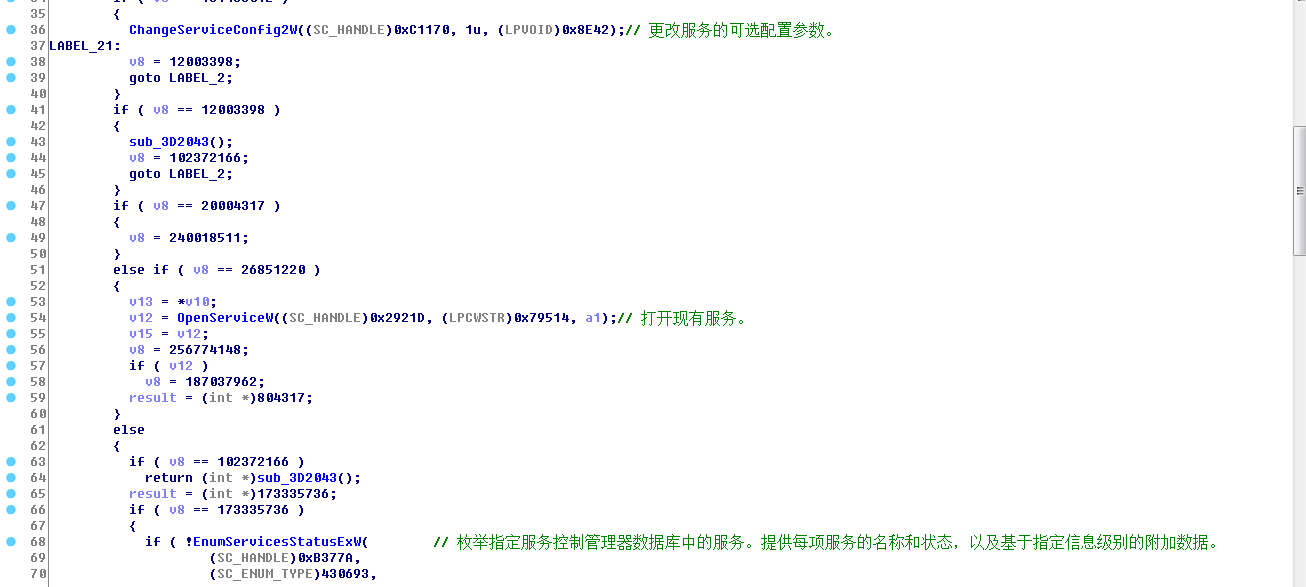 35 {
36 ChangeServiceConfig2W((SC_HANDLE)0xC1170, 1u, (LPVOID)0x8E42);// 更改服务的可选配置参数。
37 LABEL_21:
38 v8 = 12003398;
39 goto LABEL_2;
40 }
41 if ( v8 == 12003398 )
42 {
43 sub_3D2043();
44 v8 = 102372166;
45 goto LABEL_2;
46 }
47 if ( v8 == 20004317 )
48 {
49 v8 = 240018511;
50 }
51 else if ( v8 == 26851220 )
52 {
53 v13 = *v10;
54 v12 = OpenServiceW((SC_HANDLE)0x2921D, (LPCWSTR)0x79514, a1);// 打开现有服务。
55 v15 = v12;
56 v8 = 256774148;
57 if ( v12 )
58 v8 = 187037962;
59 result = (int *)804317;
60 }
61 else
62 {
63 if ( v8 == 102372166 )
64 return (int *)sub_3D2043();
65 result = (int *)173335736;
66 if ( v8 == 173335736 )
67 {
68 if ( !EnumServicesStatusExW( // 枚举指定服务控制管理器数据库中的服务。提供每项服务的名称和状态，以及基于指定信息级别的附加数据。
69 (SC_HANDLE)0xB377A,
70 (SC_ENUM_TYPE)430693,